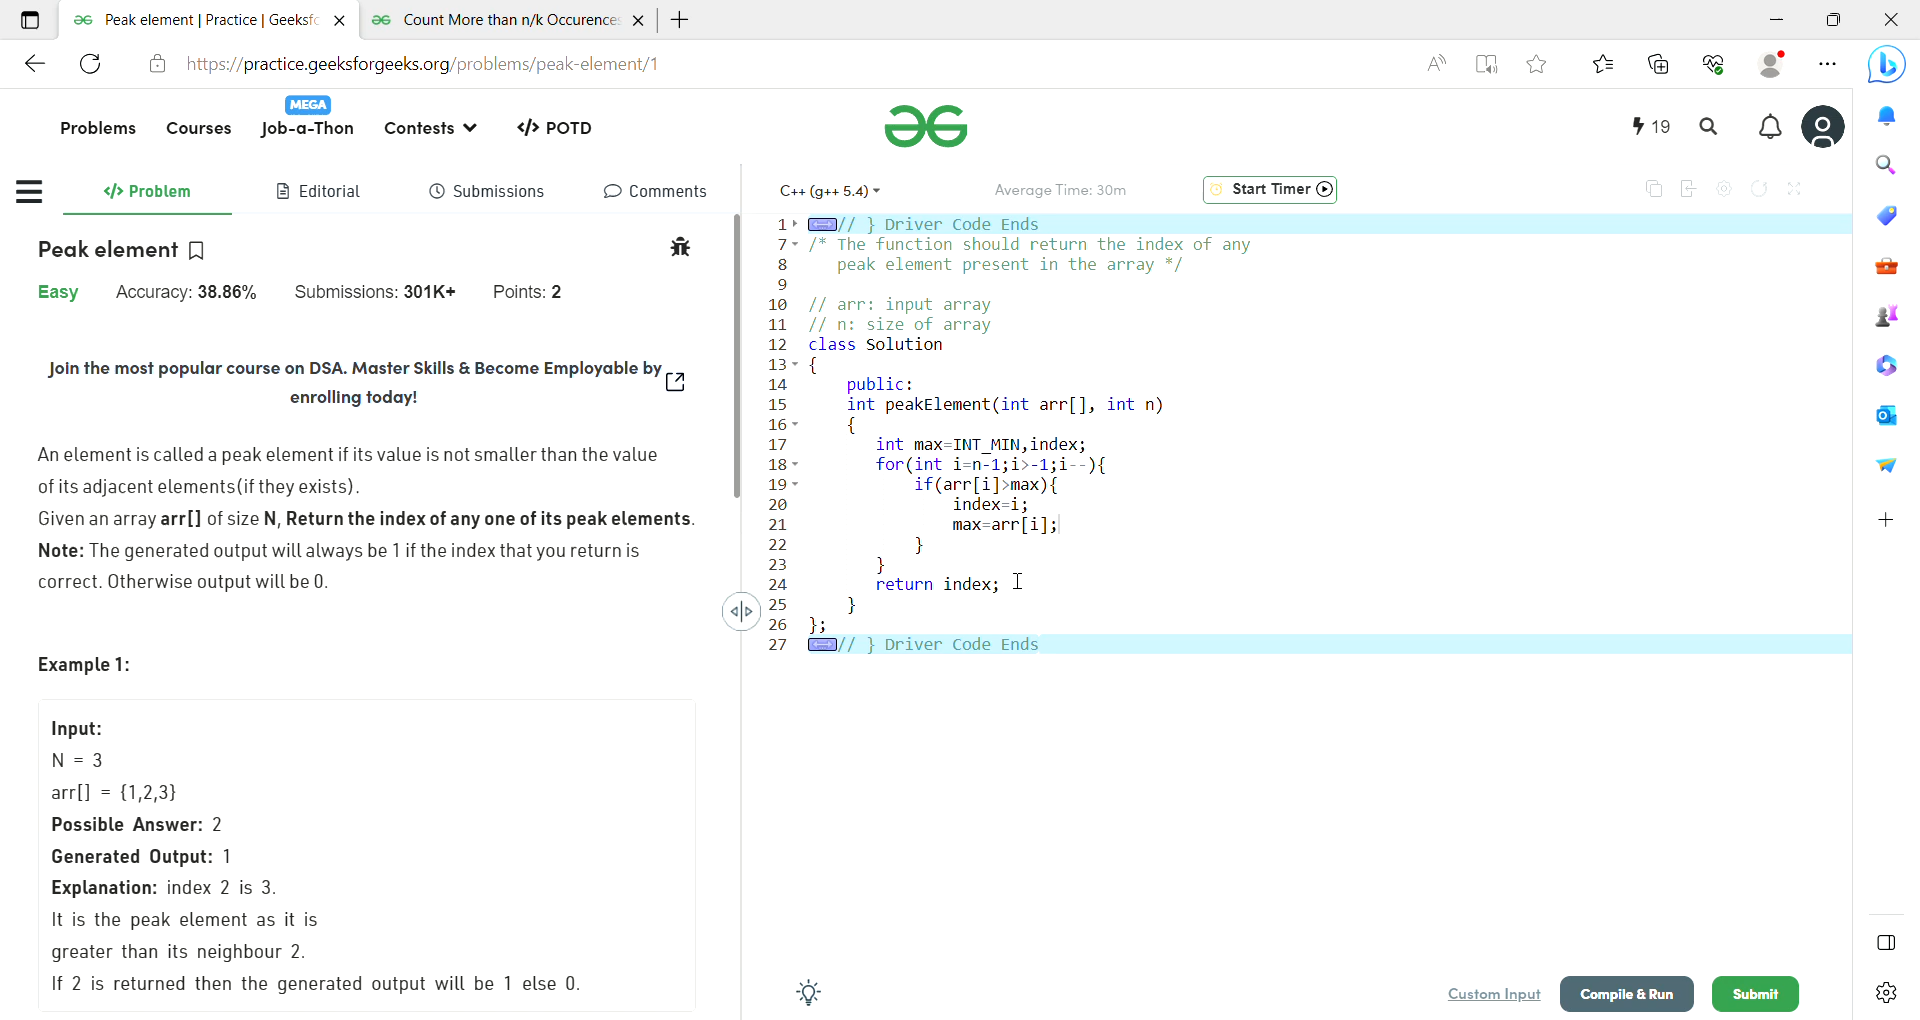 Peak element | Practice | Geeksfc
Count More than n/k Occurences
https://practice.geeksforgeeks.org/problems/peak-element/1
MEGA
Problems Courses Job-a-Thon Contests </> POTD
19
</> Problem Editorial Submissions Comments
C++ (g++ 5.4) Average Time: 30m Start Timer
Peak element
Easy Accuracy: 38.86% Submissions: 301K+ Points: 2
Join the most popular course on DSA. Master Skills & Become Employable by
enrolling today!
An element is called a peak element if its value is not smaller than the value
of its adjacent elements(if they exists).
Given an array arr[] of size N, Return the index of any one of its peak elements.
Note: The generated output will always be 1 if the index that you return is
correct. Otherwise output will be 0.
Example 1:
Input:
N = 3
arr[] = {1,2,3}
Possible Answer: 2
Generated Output: 1
Explanation: index 2 is 3.
It is the peak element as it is
greater than its neighbour 2.
If 2 is returned then the generated output will be 1 else 0.
1 // } Driver Code Ends
7 /* The function should return the index of any
8 peak element present in the array */
9
10 // arr: input array
11 // n: size of array
12 class Solution
13 {
14 public:
15 int peakElement(int arr[], int n)
16 {
17 int max=INT_MIN,index;
18 for(int i=n-1;i>-1;i--){
19 if(arr[i]>max){
20 index=i;
21 max=arr[i];
22 }
23 }
24 return index;
25 }
26 };
27 // } Driver Code Ends
Custom Input Compile & Run Submit